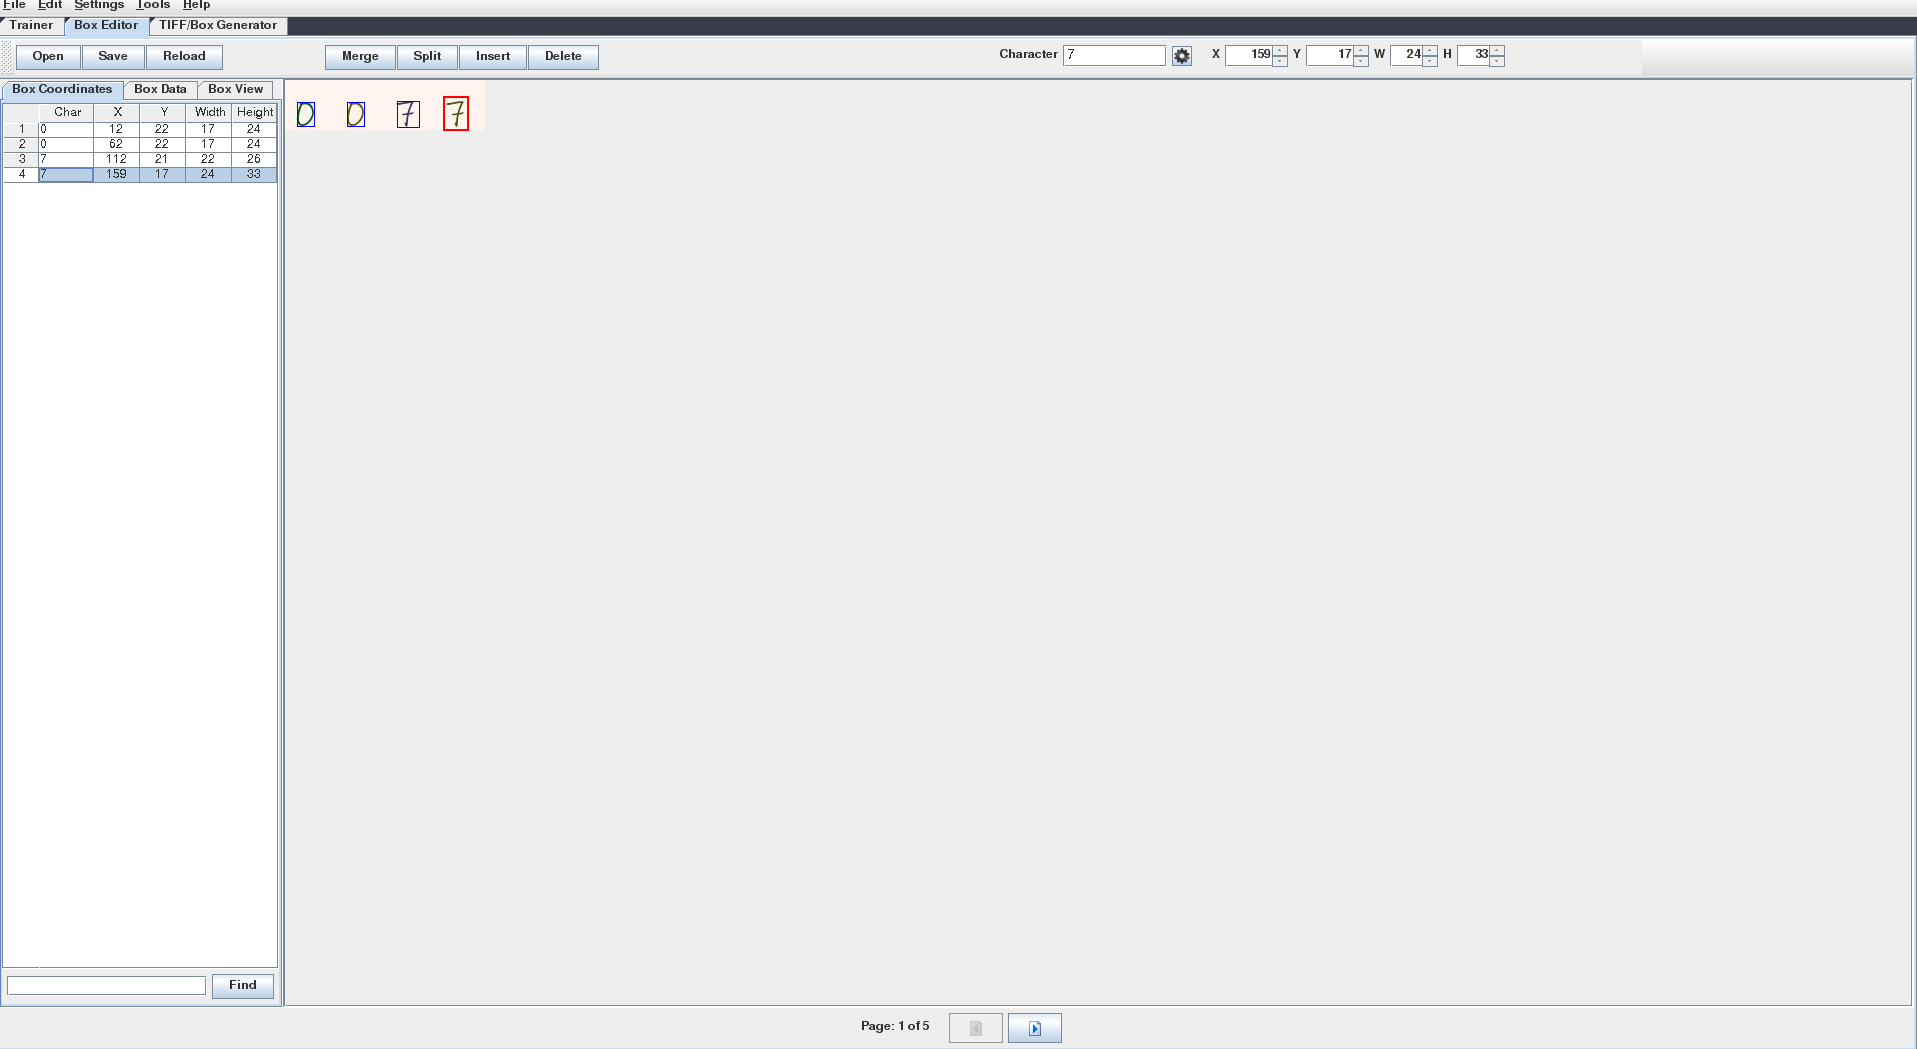 File Edit Settings Tools Help
Trainer Box Editor TIFF/Box Generator
Open Save Reload Merge Split Insert Delete Character 7 X 159 Y 17 W 24 H 33
Box Coordinates Box Data Box View
Char X Y Width Height
1 0 12 22 17 24
2 0 62 22 17 24
3 7 112 21 22 26
4 7 159 17 24 33
0 0 7 7
Find
Page: 1 of 5